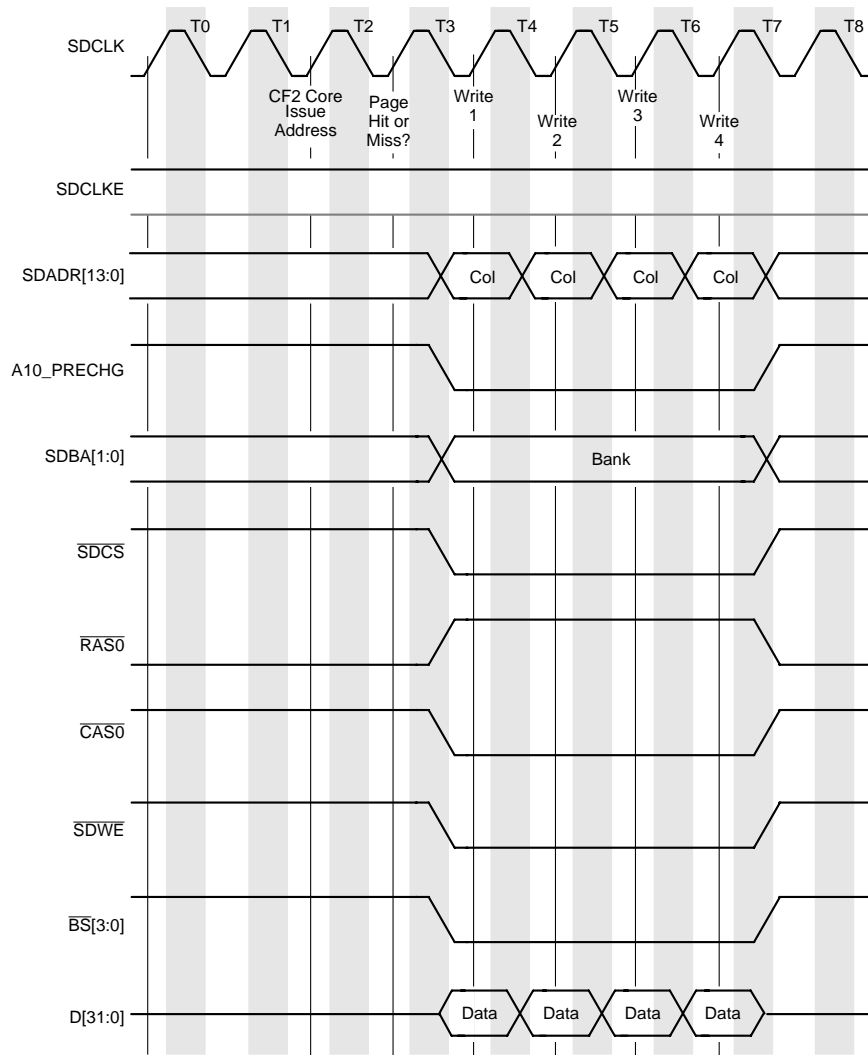 T0 T1 T2 T3 T4 T5 T6 T7 T8
SDCLK
CF2 Core
Issue
Address
Page
Hit or
Miss?
Write
1
Write
2
Write
3
Write
4
SDCLKE
SDADR[13:0] Col Col Col Col
A10_PRECHG
SDBA[1:0] Bank
SDCS
RAS0
CAS0
SDWE
BS[3:0]
D[31:0] Data Data Data Data